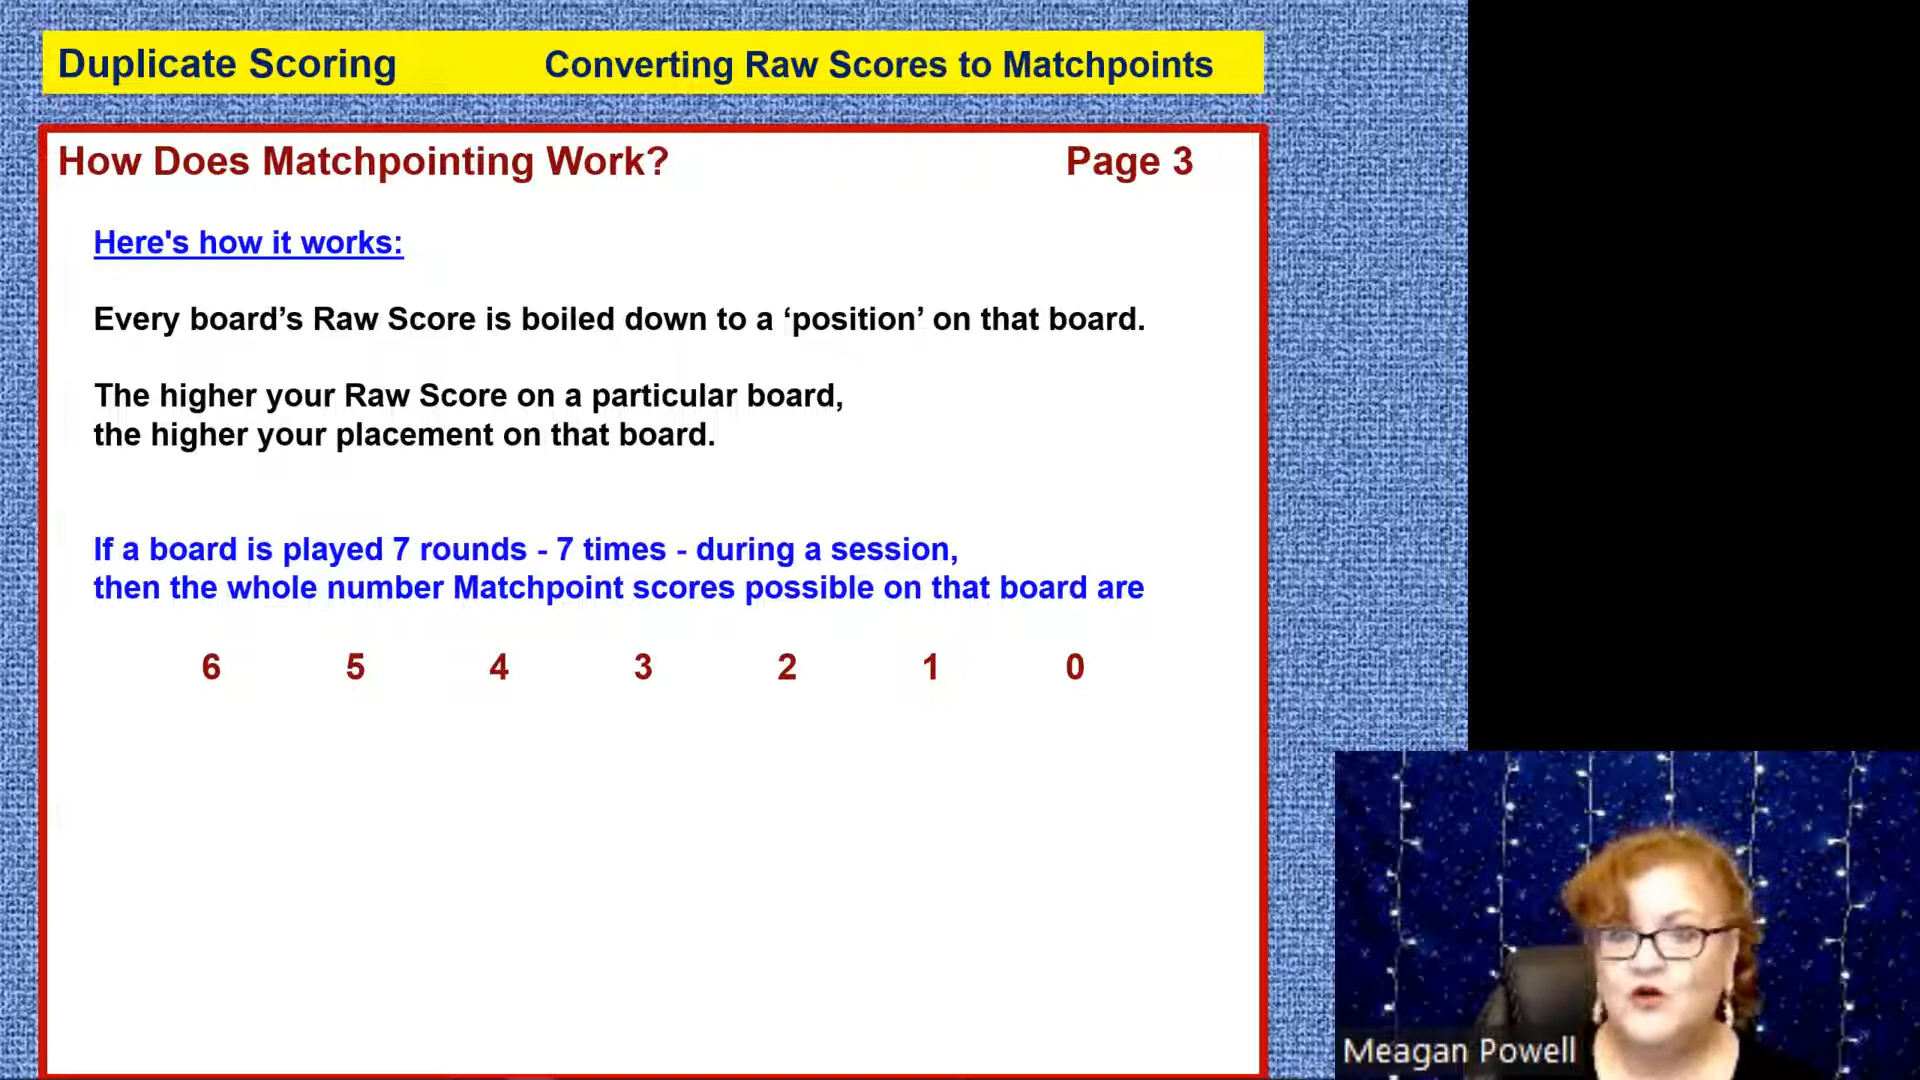 Duplicate Scoring Converting Raw Scores to Matchpoints
How Does Matchpointing Work? Page 3
Here's how it works:
Every board’s Raw Score is boiled down to a ‘position’ on that board.
The higher your Raw Score on a particular board,
the higher your placement on that board.
If a board is played 7 rounds - 7 times - during a session,
then the whole number Matchpoint scores possible on that board are
6 5 4 3 2 1 0
Meagan Powell